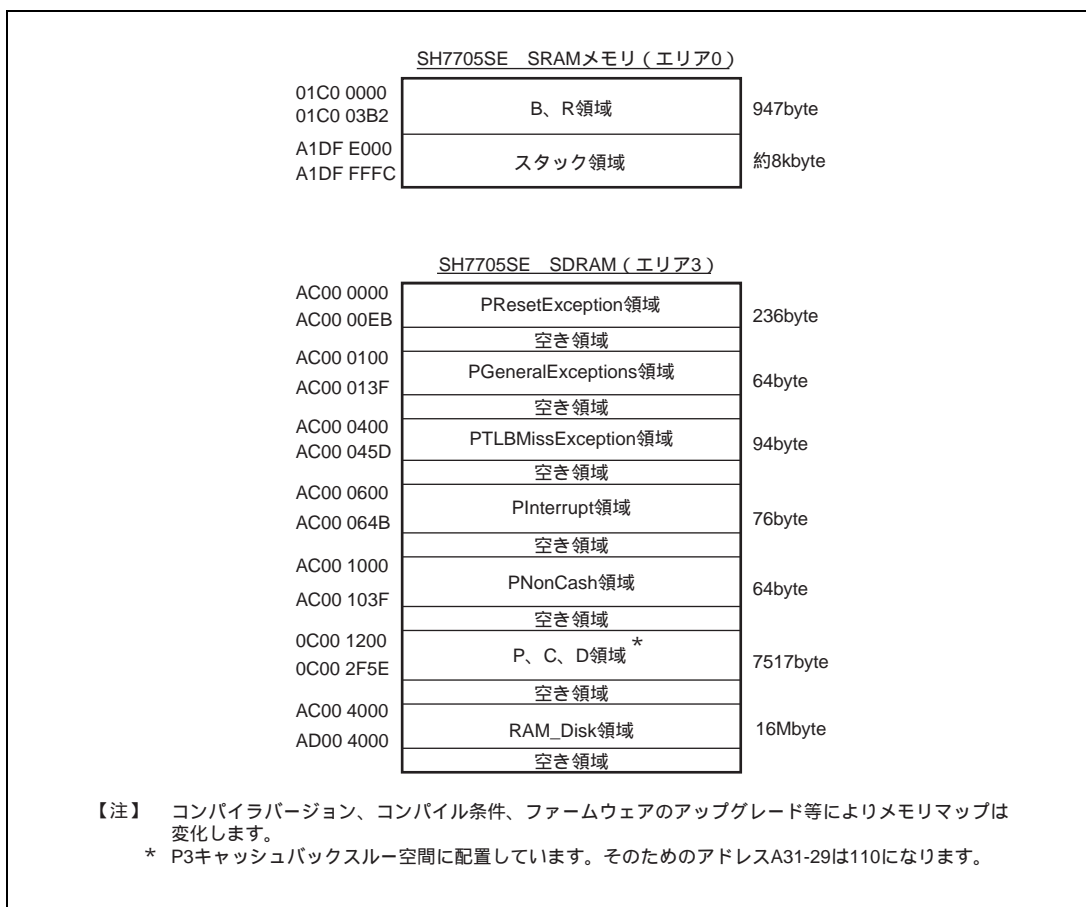 SH7705SE SRAMメモリ（エリア0）
01C0 0000
01C0 03B2
B、R領域
947byte
A1DF E000
A1DF FFFC
スタック領域
約8kbyte
SH7705SE SDRAM（エリア3）
AC00 0000
AC00 00EB
PResetException領域
236byte
空き領域
AC00 0100
AC00 013F
PGeneralExceptions領域
64byte
空き領域
AC00 0400
AC00 045D
PTLBMissException領域
94byte
空き領域
AC00 0600
AC00 064B
PInterrupt領域
76byte
空き領域
AC00 1000
AC00 103F
PNonCash領域
64byte
空き領域
0C00 1200
0C00 2F5E
P、C、D領域*
7517byte
空き領域
AC00 4000
AD00 4000
RAM_Disk領域
16Mbyte
空き領域
【注】 コンパイラバージョン、コンパイル条件、ファームウェアのアップグレード等によりメモリマップは
変化します。
* P3キャッシュバックスルー空間に配置しています。そのためのアドレスA31-29は110になります。